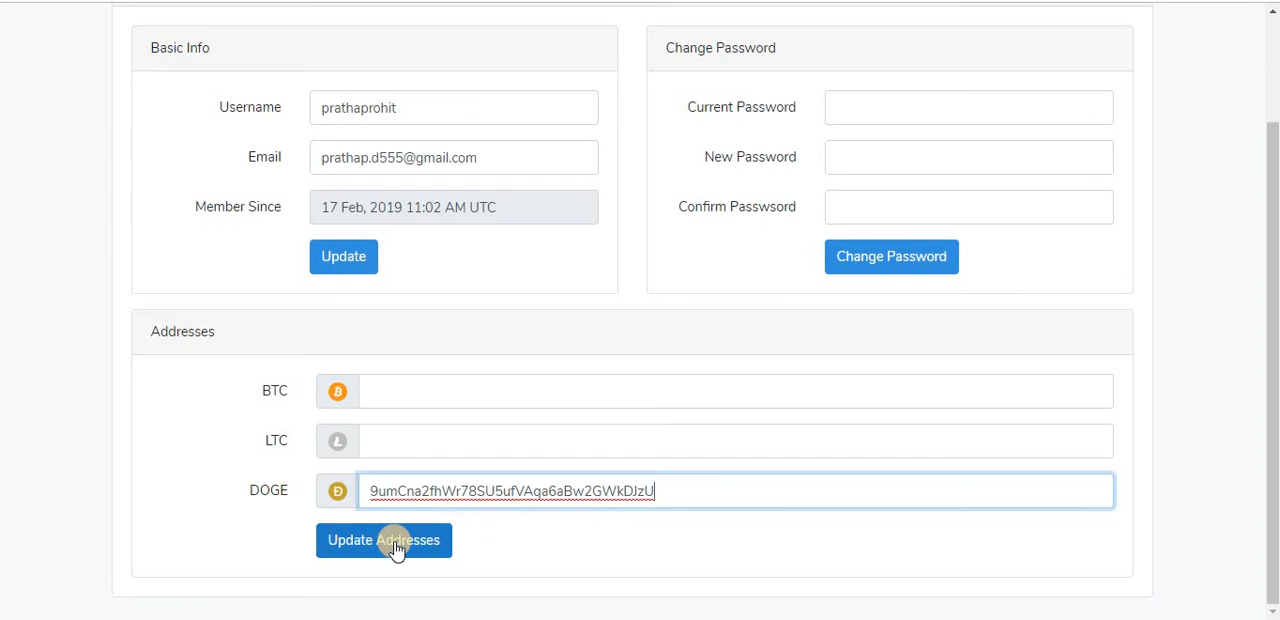 Basic Info
Username
prathaprohit
Email
prathap.d555@gmail.com
Member Since
17 Feb, 2019 11:02 AM UTC
Update
Change Password
Current Password
New Password
Confirm Passwsord
Change Password
Addresses
BTC
LTC
DOGE
9umCna2fhWr78SU5ufVAqa6aBw2GWkDJzU
Update Addresses